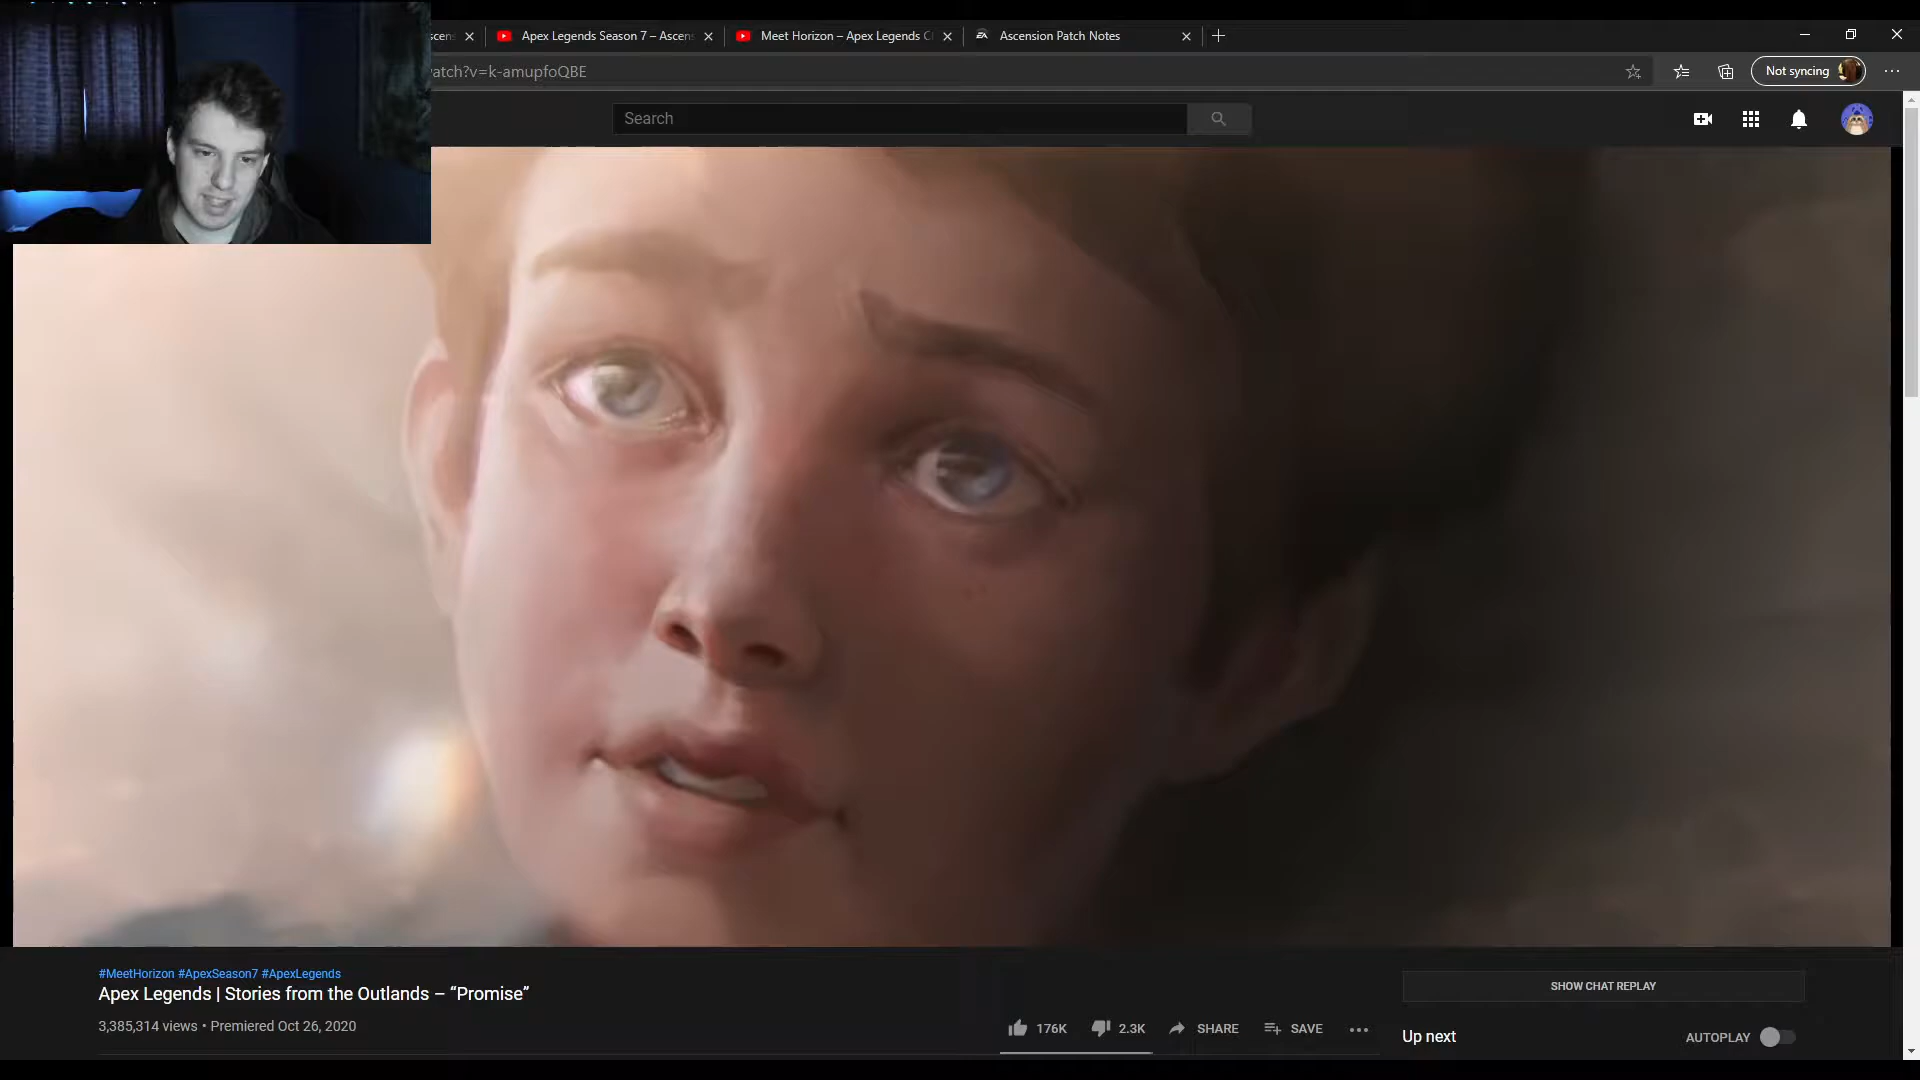 scens
Apex Legends Season 7 – Ascens
Meet Horizon – Apex Legends C
Ascension Patch Notes
atch?v=k-amupfoQBE
Not syncing
Search
#MeetHorizon #ApexSeason7 #ApexLegends
Apex Legends | Stories from the Outlands – “Promise”
3,385,314 views • Premiered Oct 26, 2020
176K
2.3K
SHARE
SAVE
SHOW CHAT REPLAY
Up next
AUTOPLAY